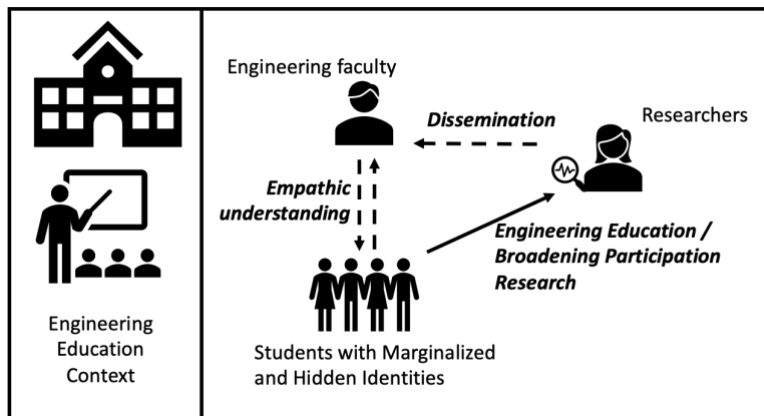 Engineering
Education
Context
Engineering faculty
Dissemination
Researchers
Empathic
understanding
Engineering Education /
Broadening Participation
Research
Students with Marginalized
and Hidden Identities